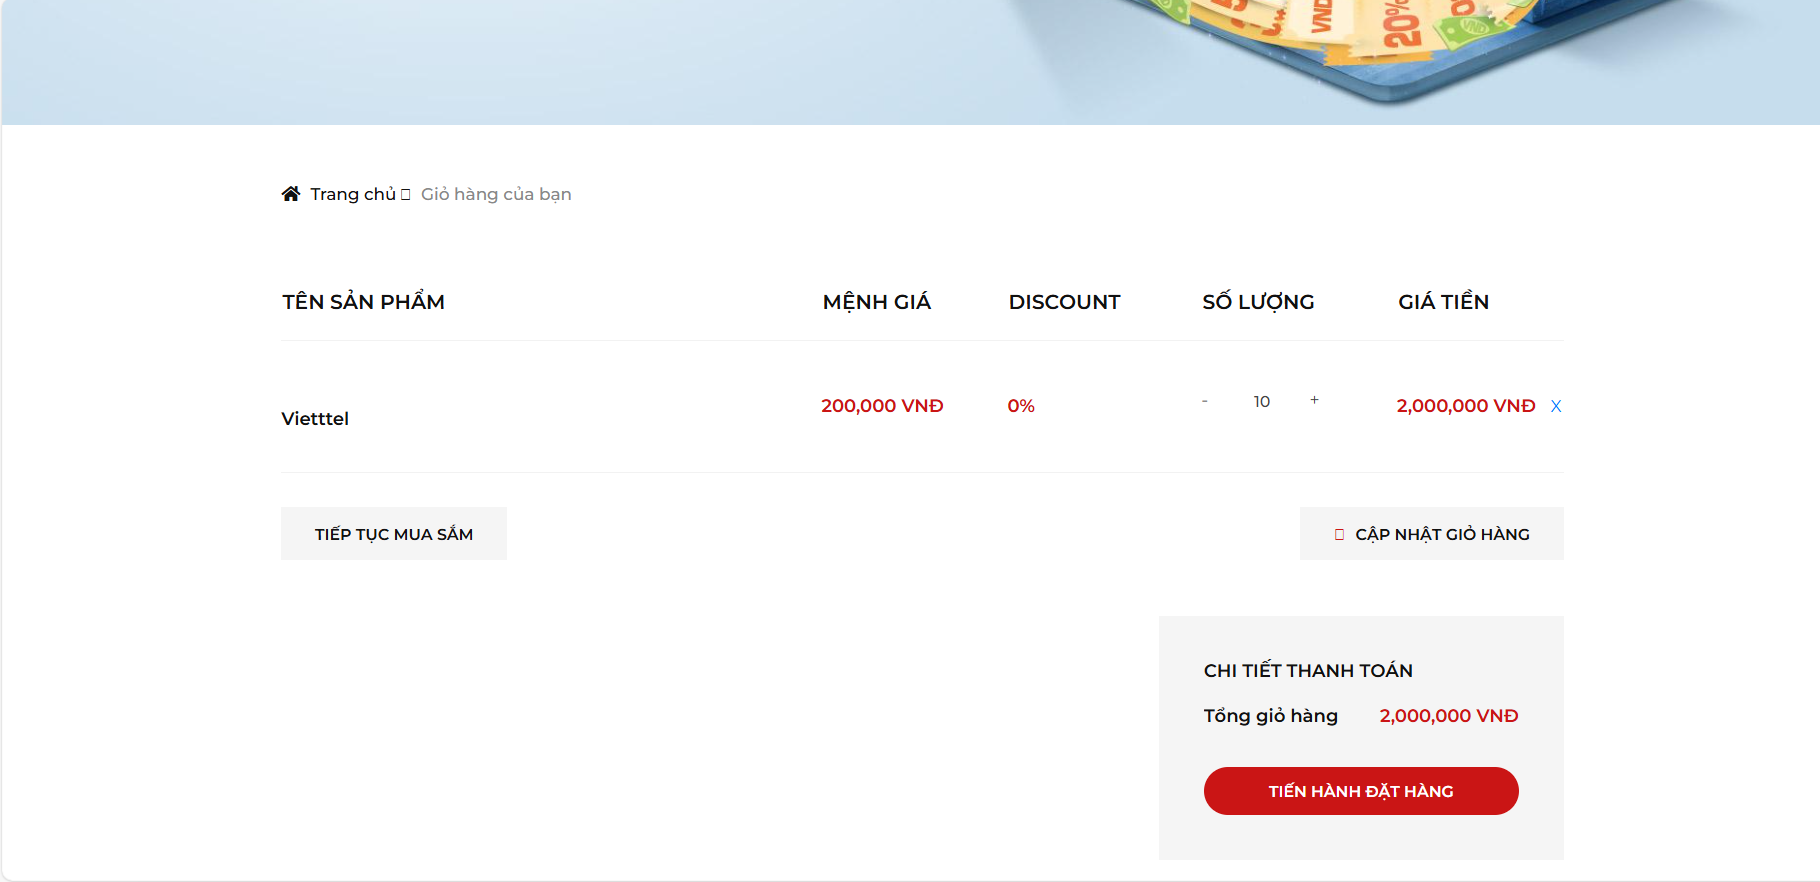 VND
20%
VND
Trang chủ Giỏ hàng của bạn
TÊN SẢN PHẨM MỆNH GIÁ DISCOUNT SỐ LƯỢNG GIÁ TIỀN
Vietttel 200,000 VNĐ 0% - 10 + 2,000,000 VNĐ X
TIẾP TỤC MUA SẮM CẬP NHẬT GIỎ HÀNG
CHI TIẾT THANH TOÁN
Tổng giỏ hàng 2,000,000 VNĐ
TIẾN HÀNH ĐẶT HÀNG